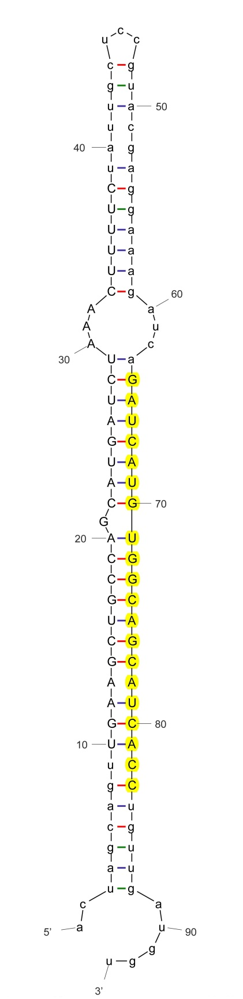 u c c
c g
g u
u a 50
u c
40 a g
u a
C g
U g
U a
U a
U a
C g
60
A a
A u
A c
30
U a
C G
U A
A U
G C
U A
A U
C G 70
G
20 A U
C G
C G
G C
U A
C G
G C
A A
A U
G C 80
10 U A
u C
g C
a u
c g
g u
a u
u g
c a
5’ a u 90
g
u g
3’